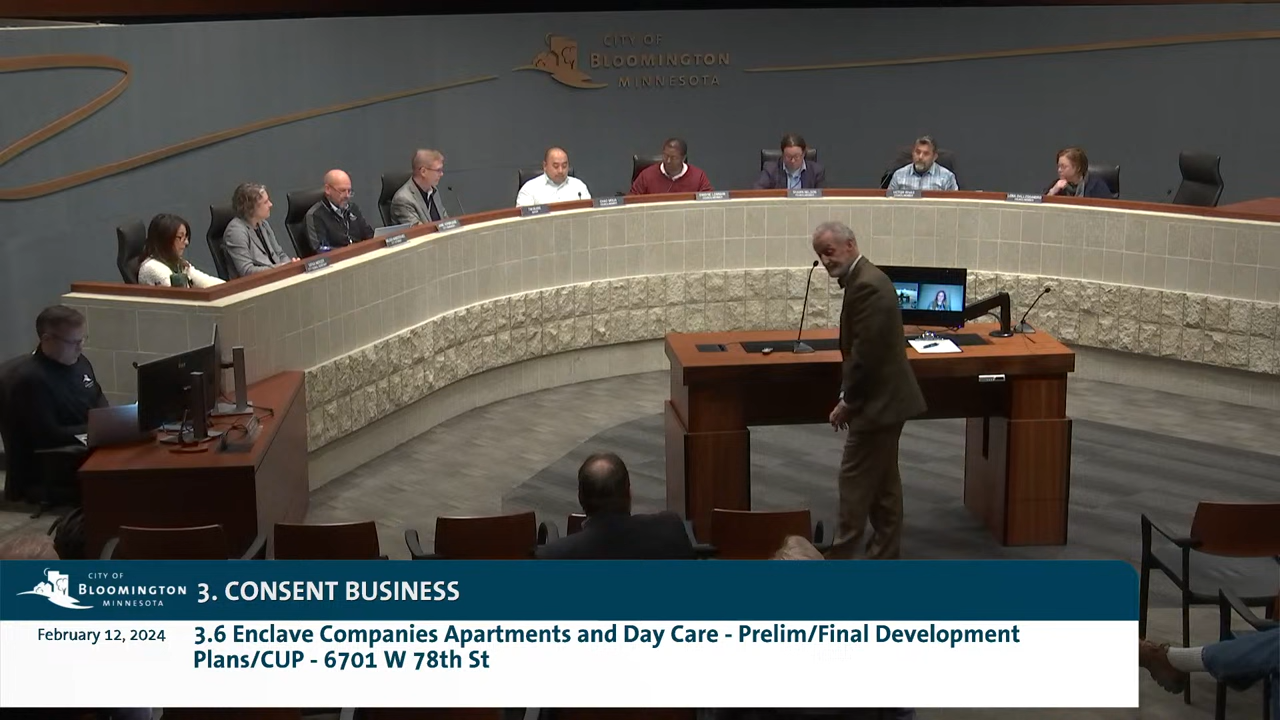 CITY OF
BLOOMINGTON
MINNESOTA
CITY OF
BLOOMINGTON
MINNESOTA
3. CONSENT BUSINESS
February 12, 2024
3.6 Enclave Companies Apartments and Day Care - Prelim/Final Development
Plans/CUP - 6701 W 78th St